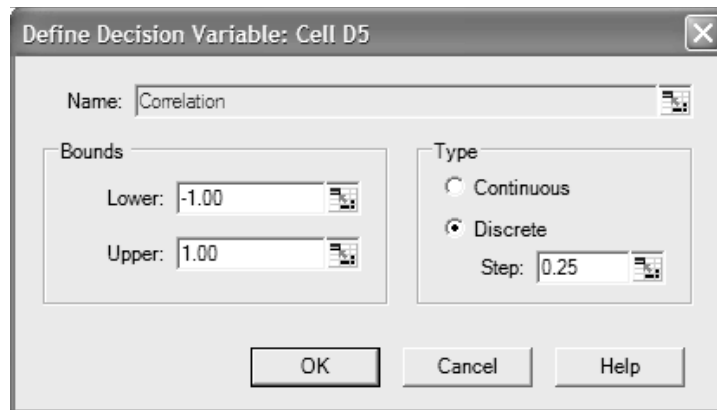 Define Decision Variable: Cell D5
Name: Correlation
Bounds
Lower: -1.00
Upper: 1.00
Type
Continuous
Discrete
Step: 0.25
OK Cancel Help